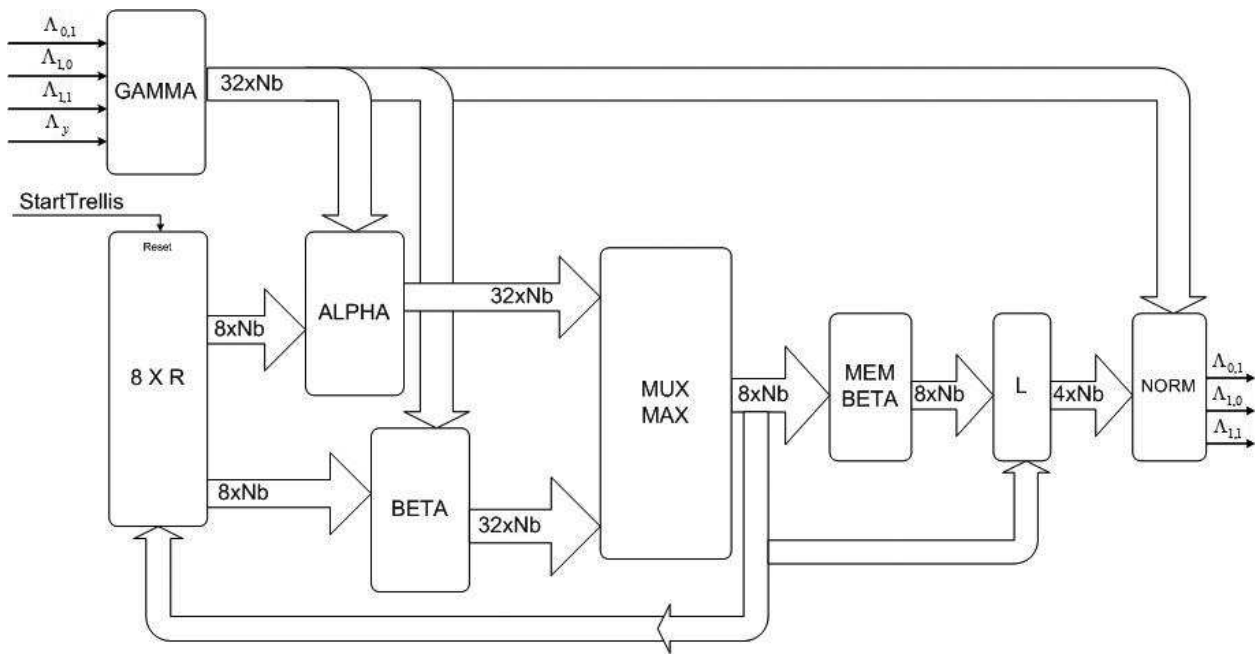 Λ0,1
Λ1,0
Λ1,1
Λy
GAMMA
32xNb
StartTrellis
Reset
8 X R
8xNb
ALPHA
32xNb
8xNb
BETA
32xNb
MUX
MAX
8xNb
MEM
BETA
8xNb
L
4xNb
NORM
Λ0,1
Λ1,0
Λ1,1